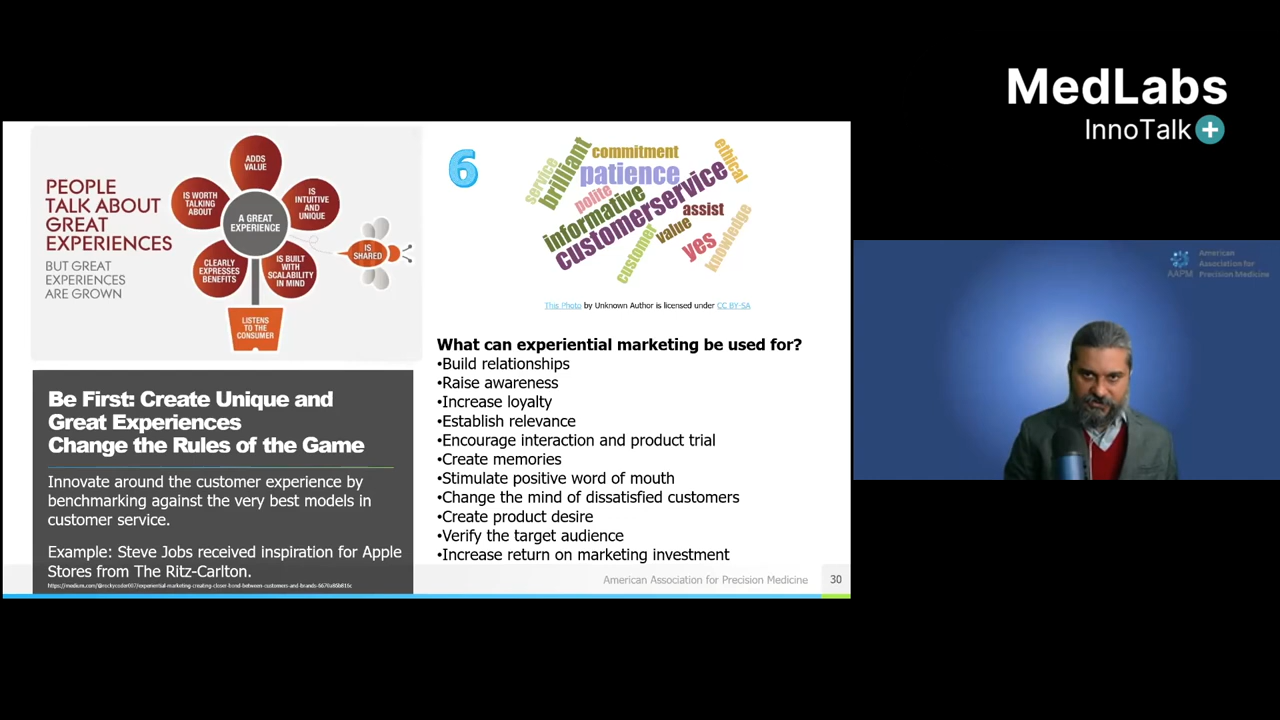 MedLabs
InnoTalk +
PEOPLE
TALK ABOUT
GREAT
EXPERIENCES
BUT GREAT
EXPERIENCES
ARE GROWN
ADDS
VALUE
IS WORTH
TALKING
ABOUT
IS
INTUITIVE
AND
UNIQUE
A GREAT
EXPERIENCE
CLEARLY
EXPRESSES
BENEFITS
IS BUILT
WITH
SCALABILITY
IN MIND
IS
SHARED
LISTENS
TO THE
CONSUMER
6
service
brilliant
commitment
patience
polite
informative
customerservice
ethical
assist
value
customer
yes
knowledge
This Photo by Unknown Author is licensed under CC BY-SA
Be First: Create Unique and
Great Experiences
Change the Rules of the Game
Innovate around the customer experience by
benchmarking against the very best models in
customer service.
Example: Steve Jobs received inspiration for Apple
Stores from The Ritz-Carlton.
What can experiential marketing be used for?
•Build relationships
•Raise awareness
•Increase loyalty
•Establish relevance
•Encourage interaction and product trial
•Create memories
•Stimulate positive word of mouth
•Change the mind of dissatisfied customers
•Create product desire
•Verify the target audience
•Increase return on marketing investment
American Association for Precision Medicine
30
American
Association for
Precision Medicine
AAPM